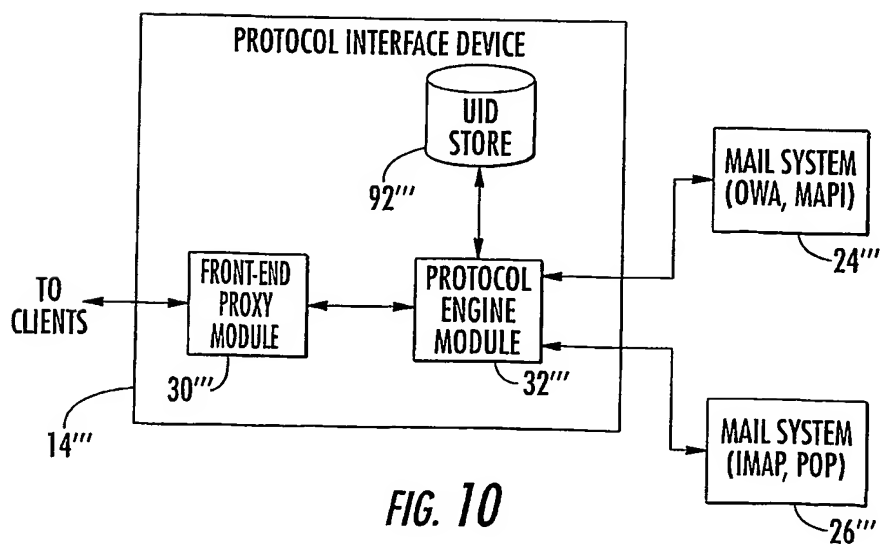 PROTOCOL INTERFACE DEVICE
UID
STORE
92'''
MAIL SYSTEM
(OWA, MAPI)
24'''
TO
CLIENTS
FRONT-END
PROXY
MODULE
30'''
PROTOCOL
ENGINE
MODULE
32'''
14'''
MAIL SYSTEM
(IMAP, POP)
26'''
FIG. 10